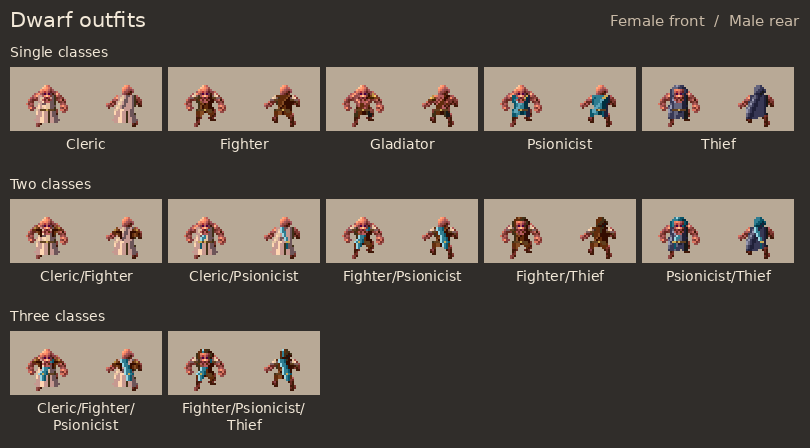 Dwarf outfits
Female front / Male rear
Single classes
Cleric
Fighter
Gladiator
Psionicist
Thief
Two classes
Cleric/Fighter
Cleric/Psionicist
Fighter/Psionicist
Fighter/Thief
Psionicist/Thief
Three classes
Cleric/Fighter/
Psionicist
Fighter/Psionicist/
Thief